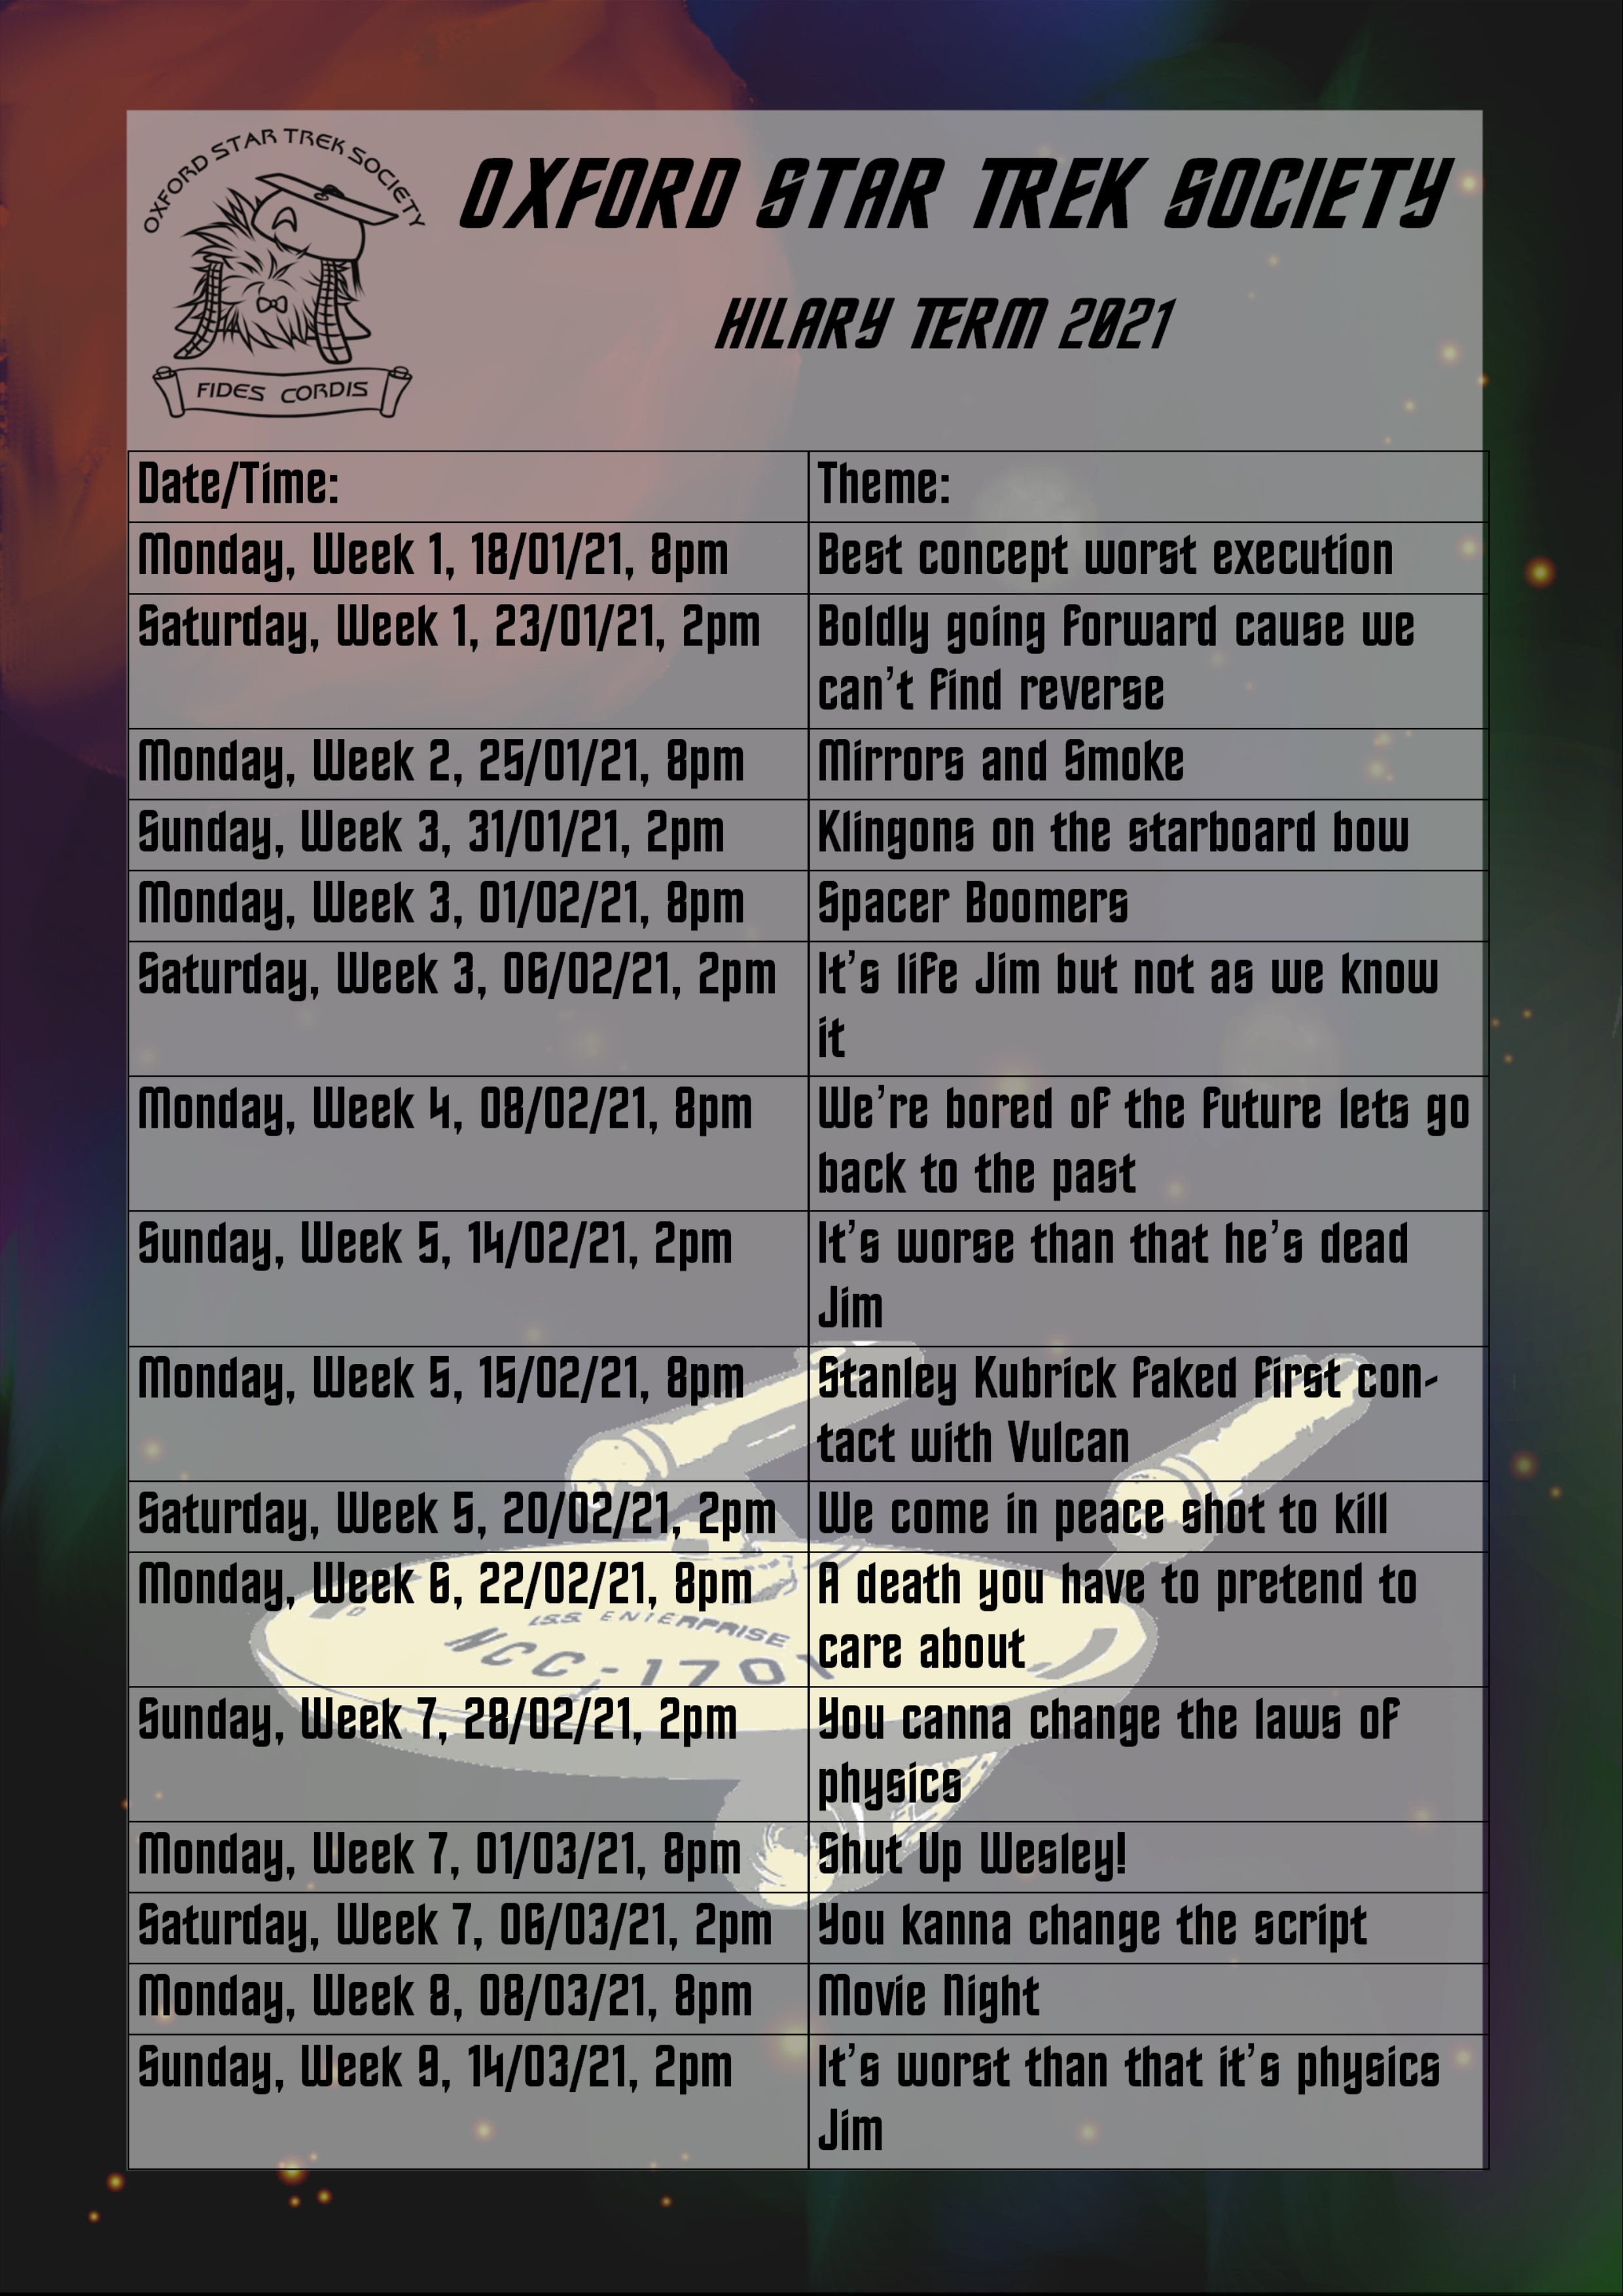 OXFORD STAR TREK SOCIETY
FIDES CORDIS
OXFORD STAR TREK SOCIETY
HILARY TERM 2021
Date/Time:
Theme:
Monday, Week 1, 18/01/21, 8pm
Best concept worst execution
Saturday, Week 1, 23/01/21, 2pm
Boldly going forward cause we
can't find reverse
Monday, Week 2, 25/01/21, 8pm
Mirrors and Smoke
Sunday, Week 3, 31/01/21, 2pm
Klingons on the starboard bow
Monday, Week 3, 01/02/21, 8pm
Spacer Boomers
Saturday, Week 3, 06/02/21, 2pm
It's life Jim but not as we know
it
Monday, Week 4, 08/02/21, 8pm
We're bored of the future lets go
back to the past
Sunday, Week 5, 14/02/21, 2pm
It's worse than that he's dead
Jim
Monday, Week 5, 15/02/21, 8pm
Stanley Kubrick faked first con-
tact with Vulcan
Saturday, Week 5, 20/02/21, 2pm
We come in peace shot to kill
Monday, Week 6, 22/02/21, 8pm
A death you have to pretend to
care about
I.S.S. ENTERPRISE
NCC-1701
Sunday, Week 7, 28/02/21, 2pm
You canna change the laws of
physics
Monday, Week 7, 01/03/21, 8pm
Shut Up Wesley!
Saturday, Week 7, 06/03/21, 2pm
You kanna change the script
Monday, Week 8, 08/03/21, 8pm
Movie Night
Sunday, Week 9, 14/03/21, 2pm
It's worst than that it's physics
Jim